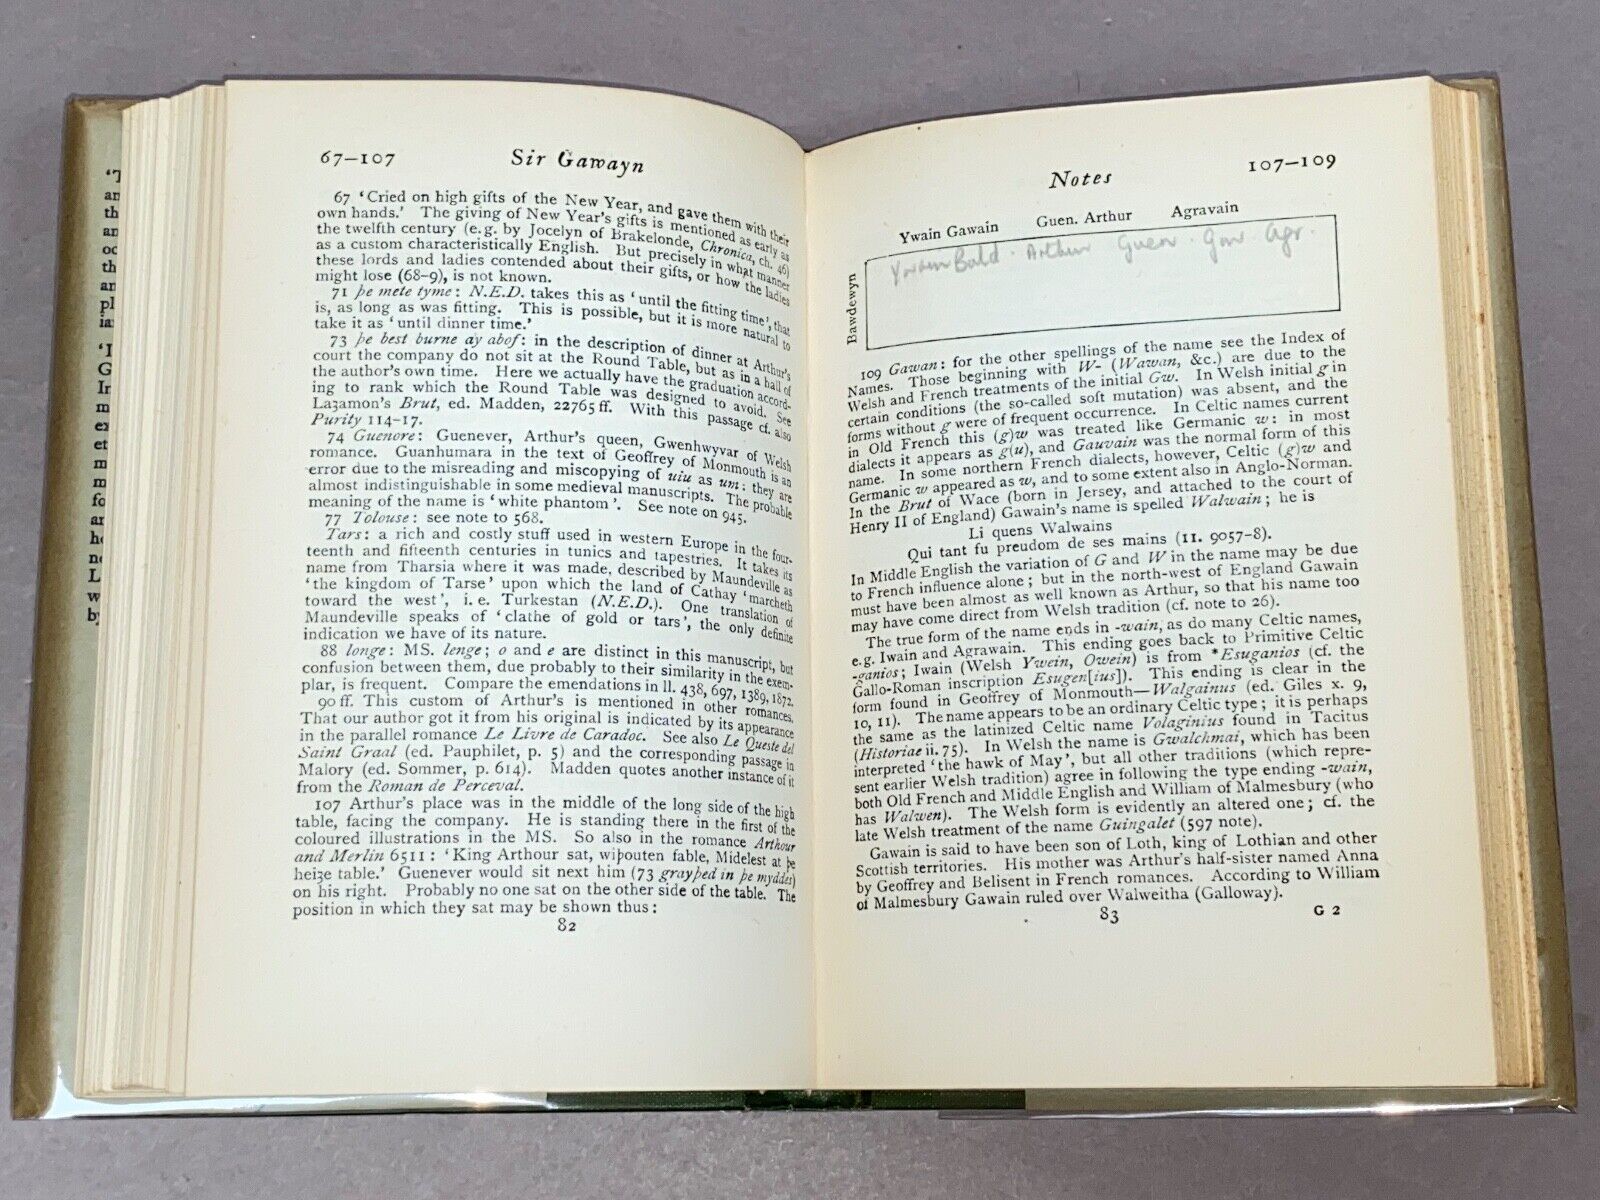 67–107 Sir Gawayn
67 'Cried on high gifts of the New Year, and gave them with their
own hands.' The giving of New Year's gifts is mentioned as early as
the twelfth century (e.g. by Jocelyn of Brakelonde, Chronica, ch. 46)
as a custom characteristically English. But precisely in what manner
these lords and ladies contended about their gifts, or how the ladies
might lose (68–9), is not known.
71 þe mete tyme: N.E.D. takes this as 'until the fitting time', that
is, as long as was fitting. This is possible, but it is more natural to
take it as 'until dinner time.'
73 þe best burne ay abof: in the description of dinner at Arthur's
court the company do not sit at the Round Table, but as in a hall of
the author's own time. Here we actually have the graduation accord-
ing to rank which the Round Table was designed to avoid. See
Laȝamon's Brut, ed. Madden, 22765 ff. With this passage cf. also
Purity 114–17.
74 Guenore: Guenever, Arthur's queen, Gwenhwyvar of Welsh
romance. Guanhumara in the text of Geoffrey of Monmouth is an
error due to the misreading and miscopying of uiu as um: they are
almost indistinguishable in some medieval manuscripts. The probable
meaning of the name is 'white phantom'. See note on 945.
77 Tolouse: see note to 568.
Tars: a rich and costly stuff used in western Europe in the four-
teenth and fifteenth centuries in tunics and tapestries. It takes its
name from Tharsia where it was made, described by Maundeville as
'the kingdom of Tarse' upon which the land of Cathay 'marcheth
toward the west', i.e. Turkestan (N.E.D.). One translation of
Maundeville speaks of 'clathe of gold or tars', the only definite
indication we have of its nature.
88 longe: MS. lenge; o and e are distinct in this manuscript, but
confusion between them, due probably to their similarity in the exem-
plar, is frequent. Compare the emendations in ll. 438, 697, 1389, 1872.
90 ff. This custom of Arthur's is mentioned in other romances.
That our author got it from his original is indicated by its appearance
in the parallel romance Le Livre de Caradoc. See also Le Queste del
Saint Graal (ed. Pauphilet, p. 5) and the corresponding passage in
Malory (ed. Sommer, p. 614). Madden quotes another instance of it
from the Roman de Perceval.
107 Arthur's place was in the middle of the long side of the high
table, facing the company. He is standing there in the first of the
coloured illustrations in the MS. So also in the romance Arthour
and Merlin 6511: 'King Arthour sat, wiþouten fable, Midelest at þe
heiȝe table.' Guenever would sit next him (73 grayþed in þe myddes)
on his right. Probably no one sat on the other side of the table. The
position in which they sat may be shown thus:
82
Notes 107–109
Ywain Gawain Guen. Arthur Agravain
Ywain Bald. Arthur Guen. Gaw. Agr.
Bawdewyn
109 Gawan: for the other spellings of the name see the Index of
Names. Those beginning with W- (Wawan, &c.) are due to the
Welsh and French treatments of the initial Gw. In Welsh initial g in
certain conditions (the so-called soft mutation) was absent, and the
forms without g were of frequent occurrence. In Celtic names current
in Old French this (g)w was treated like Germanic w: in most
dialects it appears as g(u), and Gauvain was the normal form of this
name. In some northern French dialects, however, Celtic (g)w and
Germanic w appeared as w, and to some extent also in Anglo-Norman.
In the Brut of Wace (born in Jersey, and attached to the court of
Henry II of England) Gawain's name is spelled Walwain; he is
Li quens Walwains
Qui tant fu preudom de ses mains (II. 9057–8).
In Middle English the variation of G and W in the name may be due
to French influence alone; but in the north-west of England Gawain
must have been almost as well known as Arthur, so that his name too
may have come direct from Welsh tradition (cf. note to 26).
The true form of the name ends in -wain, as do many Celtic names,
e.g. Iwain and Agrawain. This ending goes back to Primitive Celtic
-ganios; Iwain (Welsh Ywein, Owein) is from *Esuganios (cf. the
Gallo-Roman inscription Esugen[ius]). This ending is clear in the
form found in Geoffrey of Monmouth—Walgainus (ed. Giles x. 9,
10, 11). The name appears to be an ordinary Celtic type; it is perhaps
the same as the latinized Celtic name Volaginius found in Tacitus
(Historiae ii. 75). In Welsh the name is Gwalchmai, which has been
interpreted 'the hawk of May', but all other traditions (which repre-
sent earlier Welsh tradition) agree in following the type ending -wain,
both Old French and Middle English and William of Malmesbury (who
has Walwen). The Welsh form is evidently an altered one; cf. the
late Welsh treatment of the name Guingalet (597 note).
Gawain is said to have been son of Loth, king of Lothian and other
Scottish territories. His mother was Arthur's half-sister named Anna
by Geoffrey and Belisent in French romances. According to William
of Malmesbury Gawain ruled over Walweitha (Galloway).
83 G 2